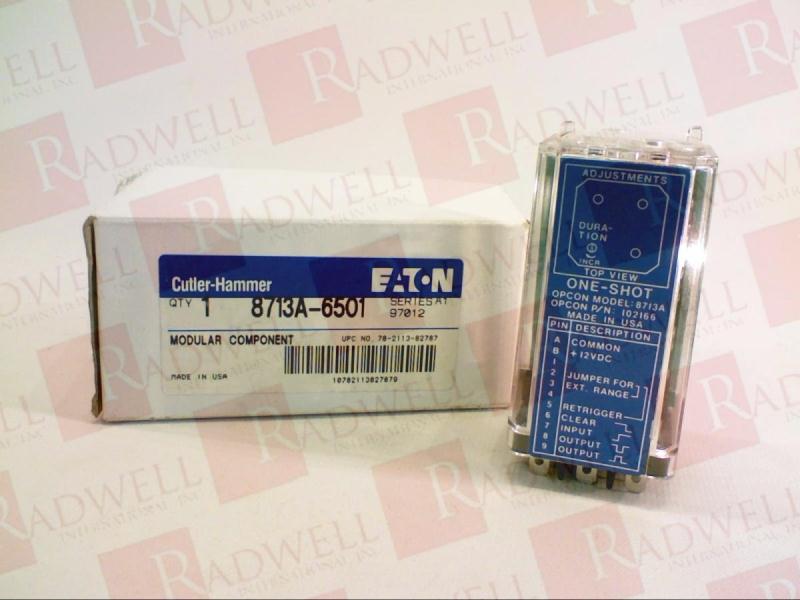 Cutler-Hammer
EATON
QTY 1 8713A-6501 SERIES A1
97012
MODULAR COMPONENT UPC NO. 78-2113-82787
MADE IN USA
10782113827879
ADJUSTMENTS
DURA-
TION
INCR
TOP VIEW
ONE-SHOT
OPCON MODEL: 8713A
OPCON P/N: 102166
MADE IN USA
PIN DESCRIPTION
A COMMON
B +12VDC
1
2 JUMPER FOR
3 EXT. RANGE
4
5 RETRIGGER
6 CLEAR
7 INPUT
8 OUTPUT
9 OUTPUT
RADWELL
INTERNATIONAL, INC.